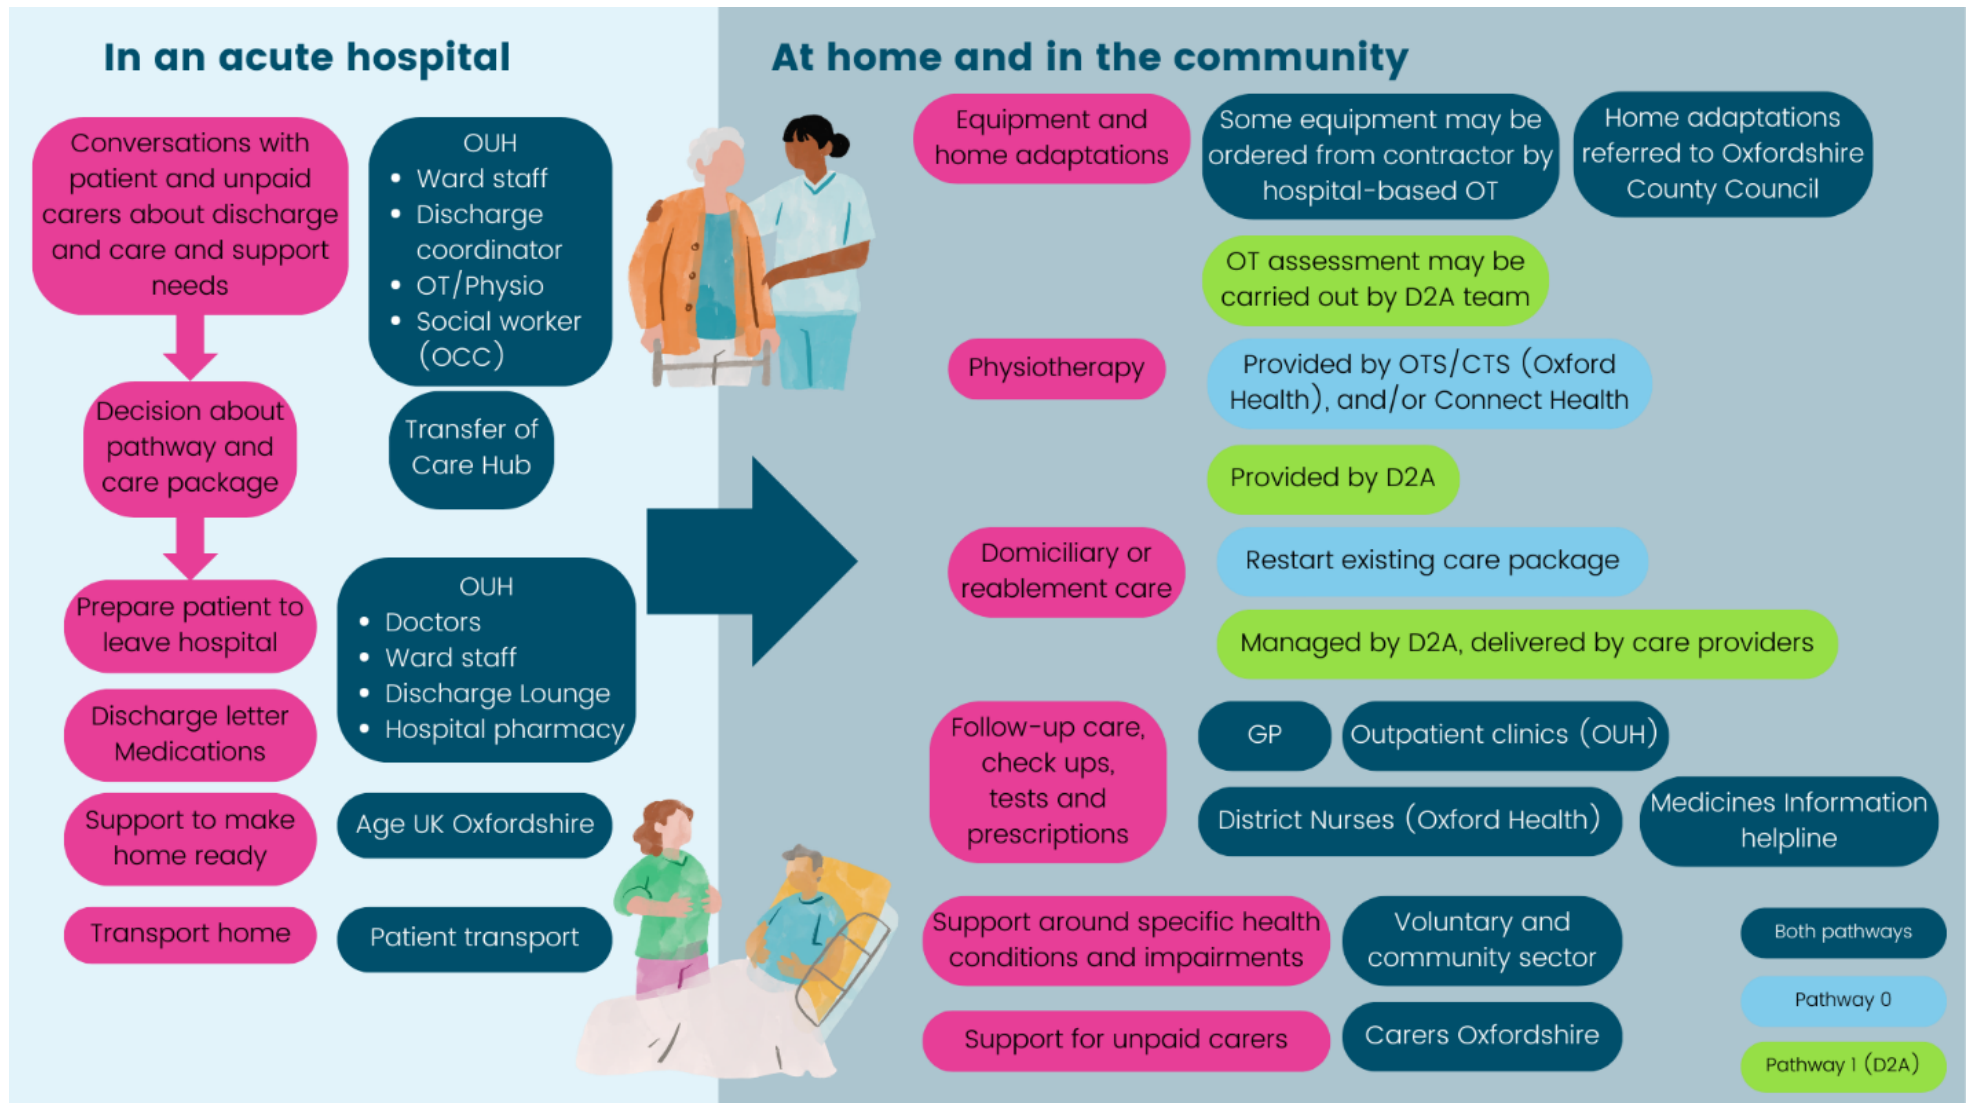 In an acute hospital
Conversations with
patient and unpaid
carers about discharge
and care and support
needs
OUH
• Ward staff
• Discharge
coordinator
• OT/Physio
• Social worker
(OCC)
Decision about
pathway and
care package
Transfer of
Care Hub
Prepare patient to
leave hospital
OUH
• Doctors
• Ward staff
• Discharge Lounge
• Hospital pharmacy
Discharge letter
Medications
Support to make
home ready
Age UK Oxfordshire
Transport home
Patient transport
At home and in the community
Equipment and
home adaptations
Some equipment may be
ordered from contractor by
hospital-based OT
Home adaptations
referred to Oxfordshire
County Council
OT assessment may be
carried out by D2A team
Physiotherapy
Provided by OTS/CTS (Oxford
Health), and/or Connect Health
Provided by D2A
Domiciliary or
reablement care
Restart existing care package
Managed by D2A, delivered by care providers
Follow-up care,
check ups,
tests and
prescriptions
GP
Outpatient clinics (OUH)
District Nurses (Oxford Health)
Medicines Information
helpline
Support around specific health
conditions and impairments
Voluntary and
community sector
Support for unpaid carers
Carers Oxfordshire
Both pathways
Pathway 0
Pathway 1 (D2A)